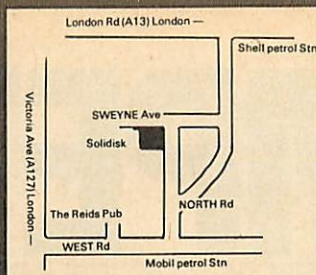 London Rd (A13) London —
Shell petrol Stn
Victoria Ave (A127) London —
SWEYNE Ave
Solidisk
NORTH Rd
The Reids Pub
WEST Rd
Mobil petrol Stn